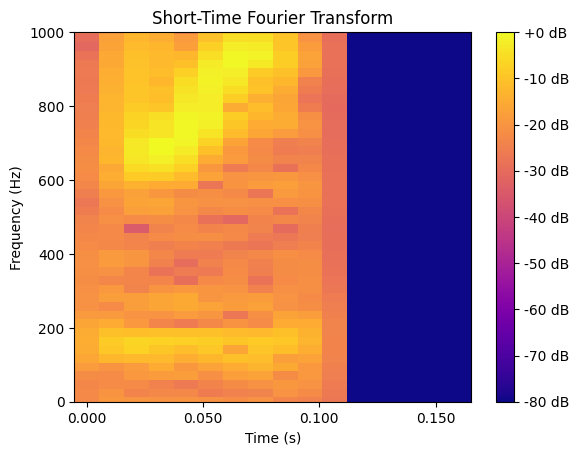 Short-Time Fourier Transform
Frequency (Hz)
1000
800
600
400
200
0
0.000
0.050
0.100
0.150
Time (s)
+0 dB
-10 dB
-20 dB
-30 dB
-40 dB
-50 dB
-60 dB
-70 dB
-80 dB